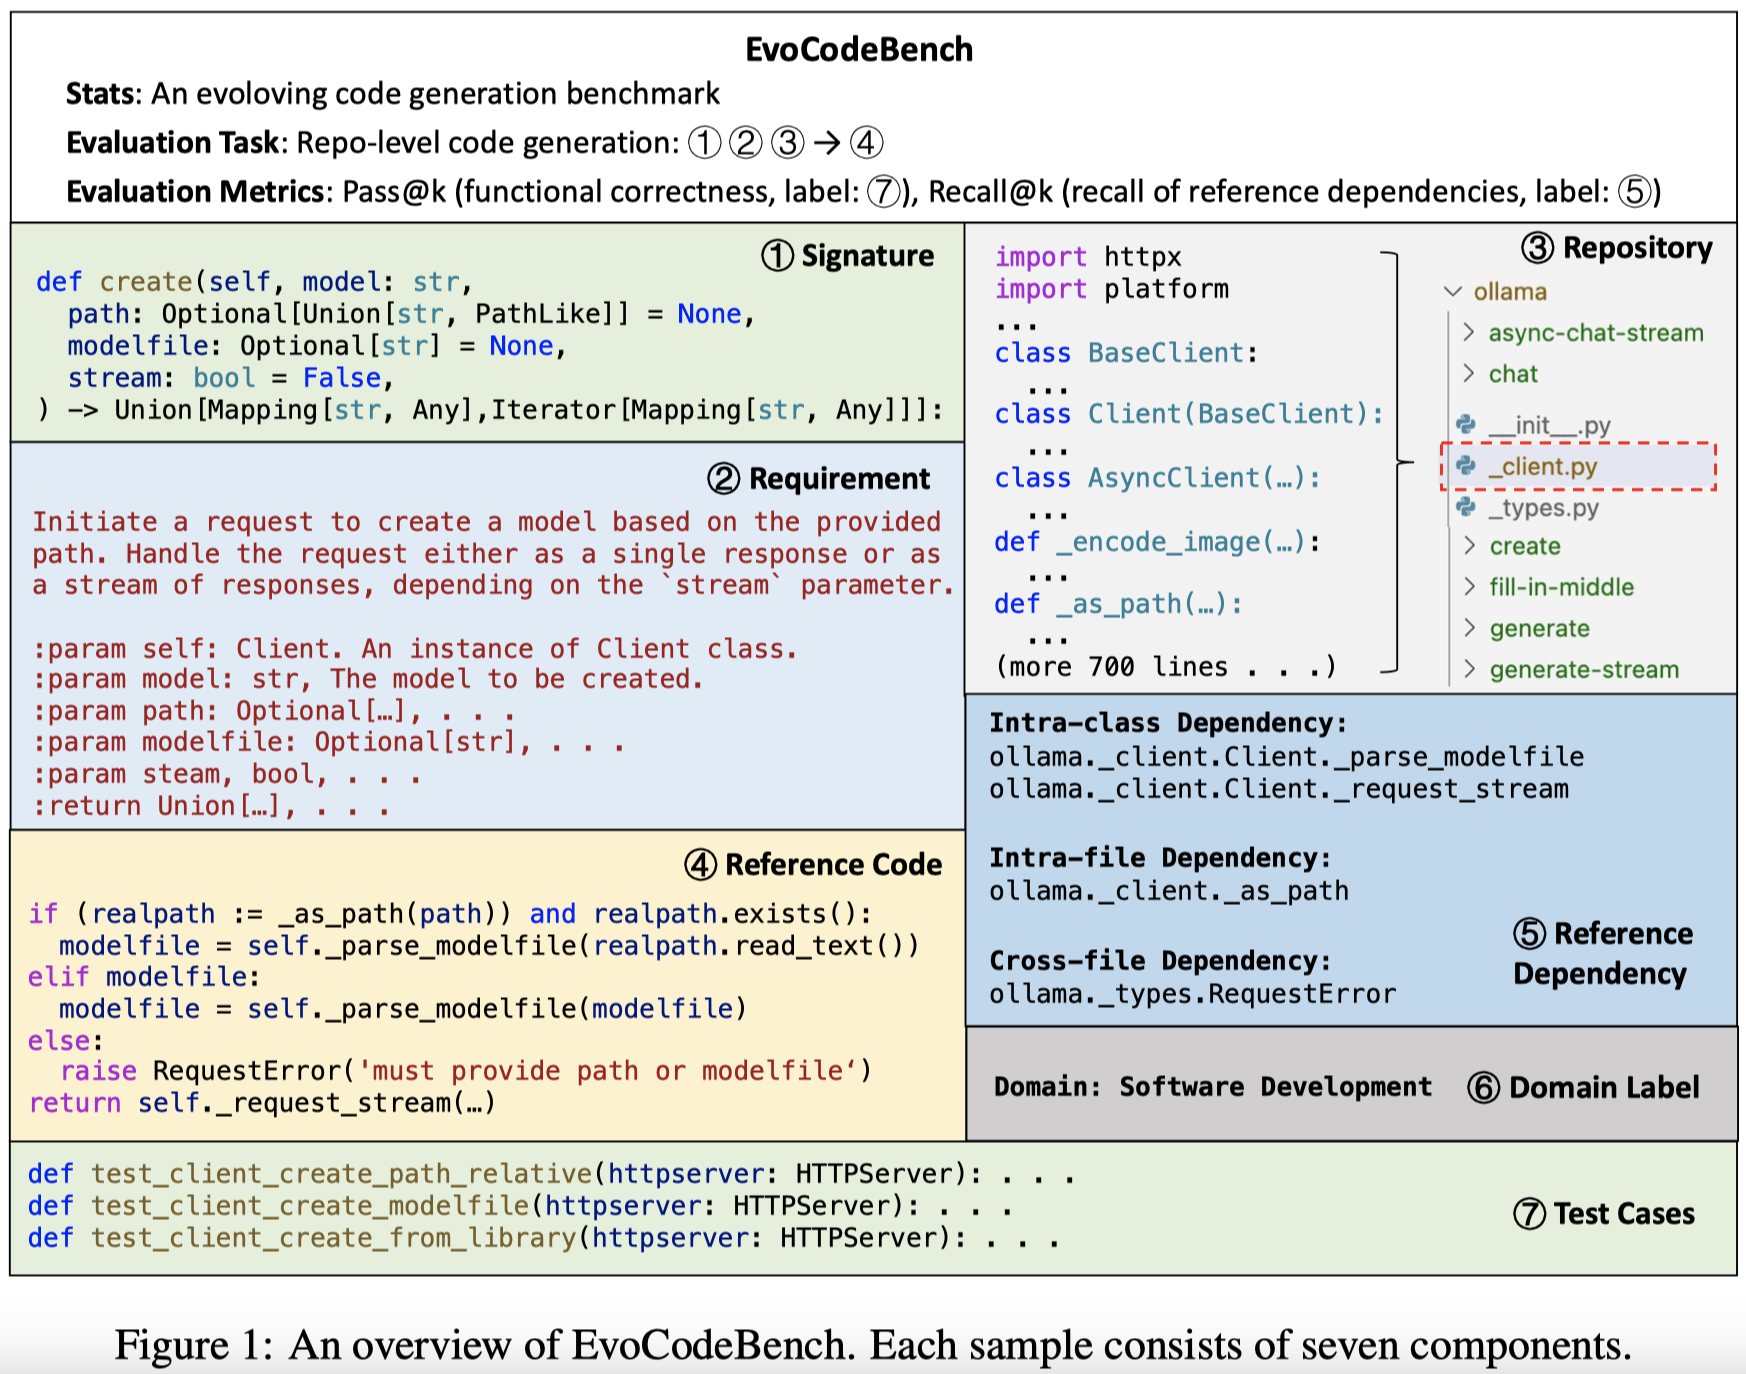 EvoCodeBench
Stats: An evoloving code generation benchmark
Evaluation Task: Repo-level code generation: ① ② ③ → ④
Evaluation Metrics: Pass@k (functional correctness, label: ⑦), Recall@k (recall of reference dependencies, label: ⑤)
① Signature
def create(self, model: str,
path: Optional[Union[str, PathLike]] = None,
modelfile: Optional[str] = None,
stream: bool = False,
) -> Union[Mapping[str, Any],Iterator[Mapping[str, Any]]]:
② Requirement
Initiate a request to create a model based on the provided
path. Handle the request either as a single response or as
a stream of responses, depending on the `stream` parameter.
:param self: Client. An instance of Client class.
:param model: str, The model to be created.
:param path: Optional[…], . . .
:param modelfile: Optional[str], . . .
:param steam, bool, . . .
:return Union[…], . . .
③ Repository
import httpx
import platform
...
class BaseClient:
...
class Client(BaseClient):
...
class AsyncClient(…):
...
def _encode_image(…):
...
def _as_path(…):
...
(more 700 lines . . .)
ollama
async-chat-stream
chat
__init__.py
_client.py
_types.py
create
fill-in-middle
generate
generate-stream
④ Reference Code
if (realpath := _as_path(path)) and realpath.exists():
modelfile = self._parse_modelfile(realpath.read_text())
elif modelfile:
modelfile = self._parse_modelfile(modelfile)
else:
raise RequestError('must provide path or modelfile‘)
return self._request_stream(…)
Intra-class Dependency:
ollama._client.Client._parse_modelfile
ollama._client.Client._request_stream
Intra-file Dependency:
ollama._client._as_path
Cross-file Dependency:
ollama._types.RequestError
⑤ Reference
Dependency
Domain: Software Development
⑥ Domain Label
def test_client_create_path_relative(httpserver: HTTPServer): . . .
def test_client_create_modelfile(httpserver: HTTPServer): . . .
def test_client_create_from_library(httpserver: HTTPServer): . . .
⑦ Test Cases
Figure 1: An overview of EvoCodeBench. Each sample consists of seven components.